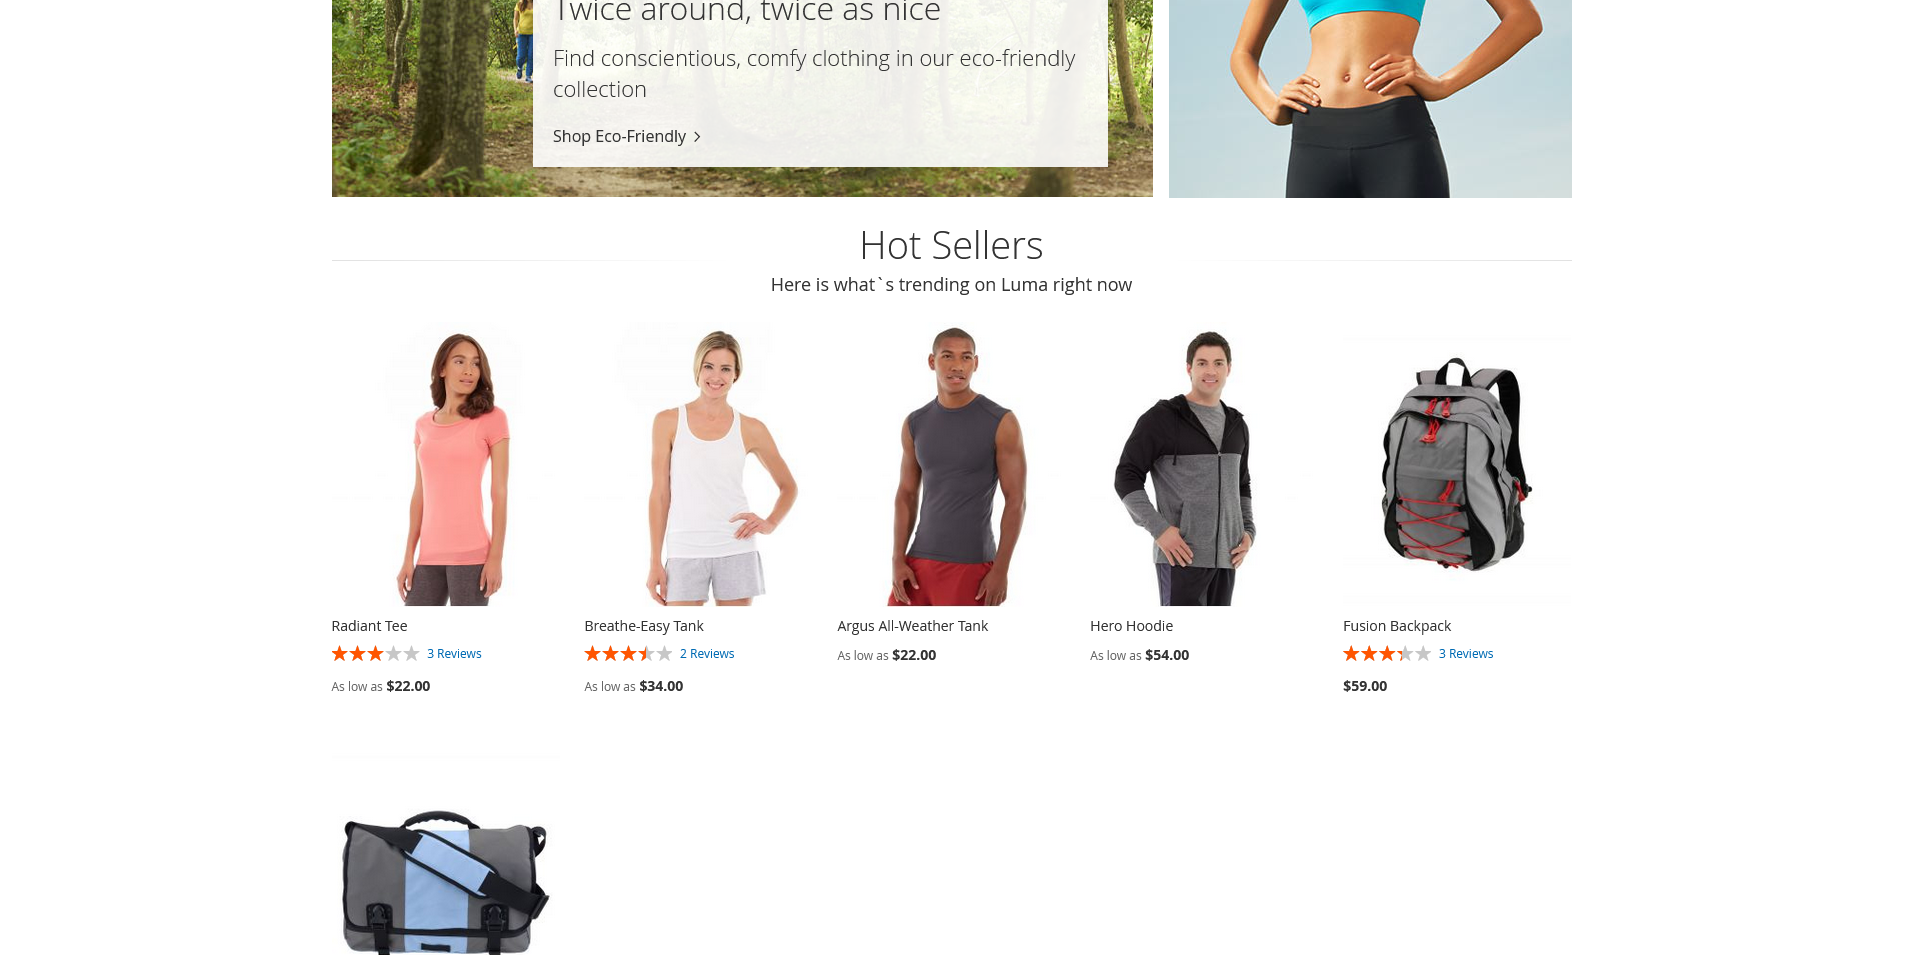 Twice around, twice as nice
Find conscientious, comfy clothing in our eco-friendly
collection
Shop Eco-Friendly
Hot Sellers
Here is what`s trending on Luma right now
Radiant Tee
3 Reviews
As low as $22.00
Breathe-Easy Tank
2 Reviews
As low as $34.00
Argus All-Weather Tank
As low as $22.00
Hero Hoodie
As low as $54.00
Fusion Backpack
3 Reviews
$59.00